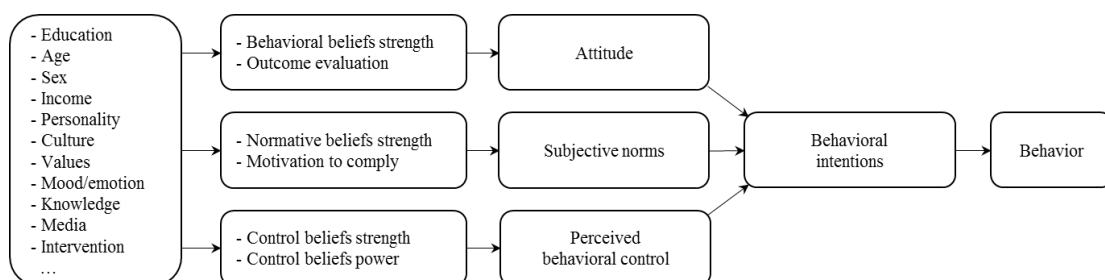 - Education
- Age
- Sex
- Income
- Personality
- Culture
- Values
- Mood/emotion
- Knowledge
- Media
- Intervention
…
- Behavioral beliefs strength
- Outcome evaluation
Attitude
- Normative beliefs strength
- Motivation to comply
Subjective norms
- Control beliefs strength
- Control beliefs power
Perceived
behavioral control
Behavioral
intentions
Behavior